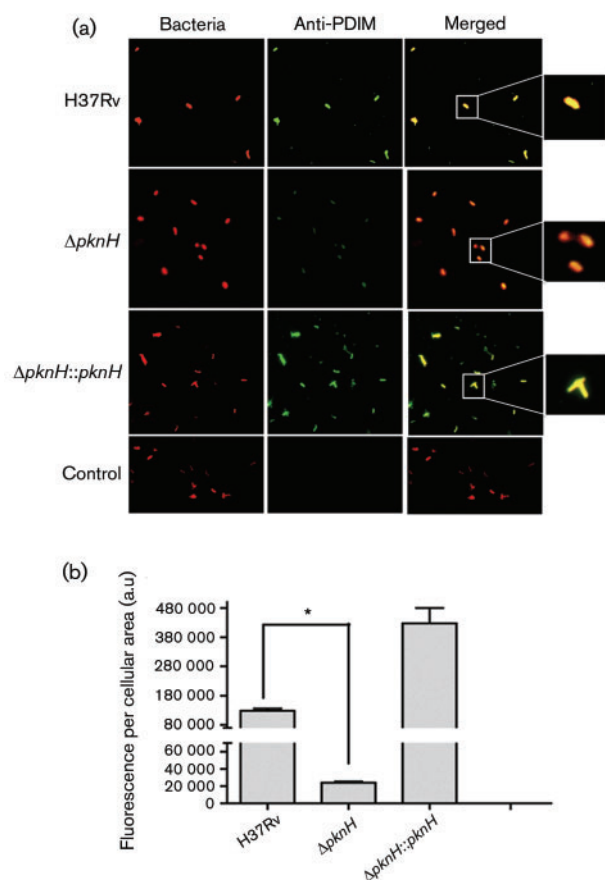 (a)
Bacteria Anti-PDIM Merged
H37Rv
ΔpknH
ΔpknH::pknH
Control
(b)
Fluorescence per cellular area (a.u)
480 000
380 000
280 000
180 000
80 000
60 000
40 000
20 000
0
*
H37Rv
ΔpknH
ΔpknH::pknH